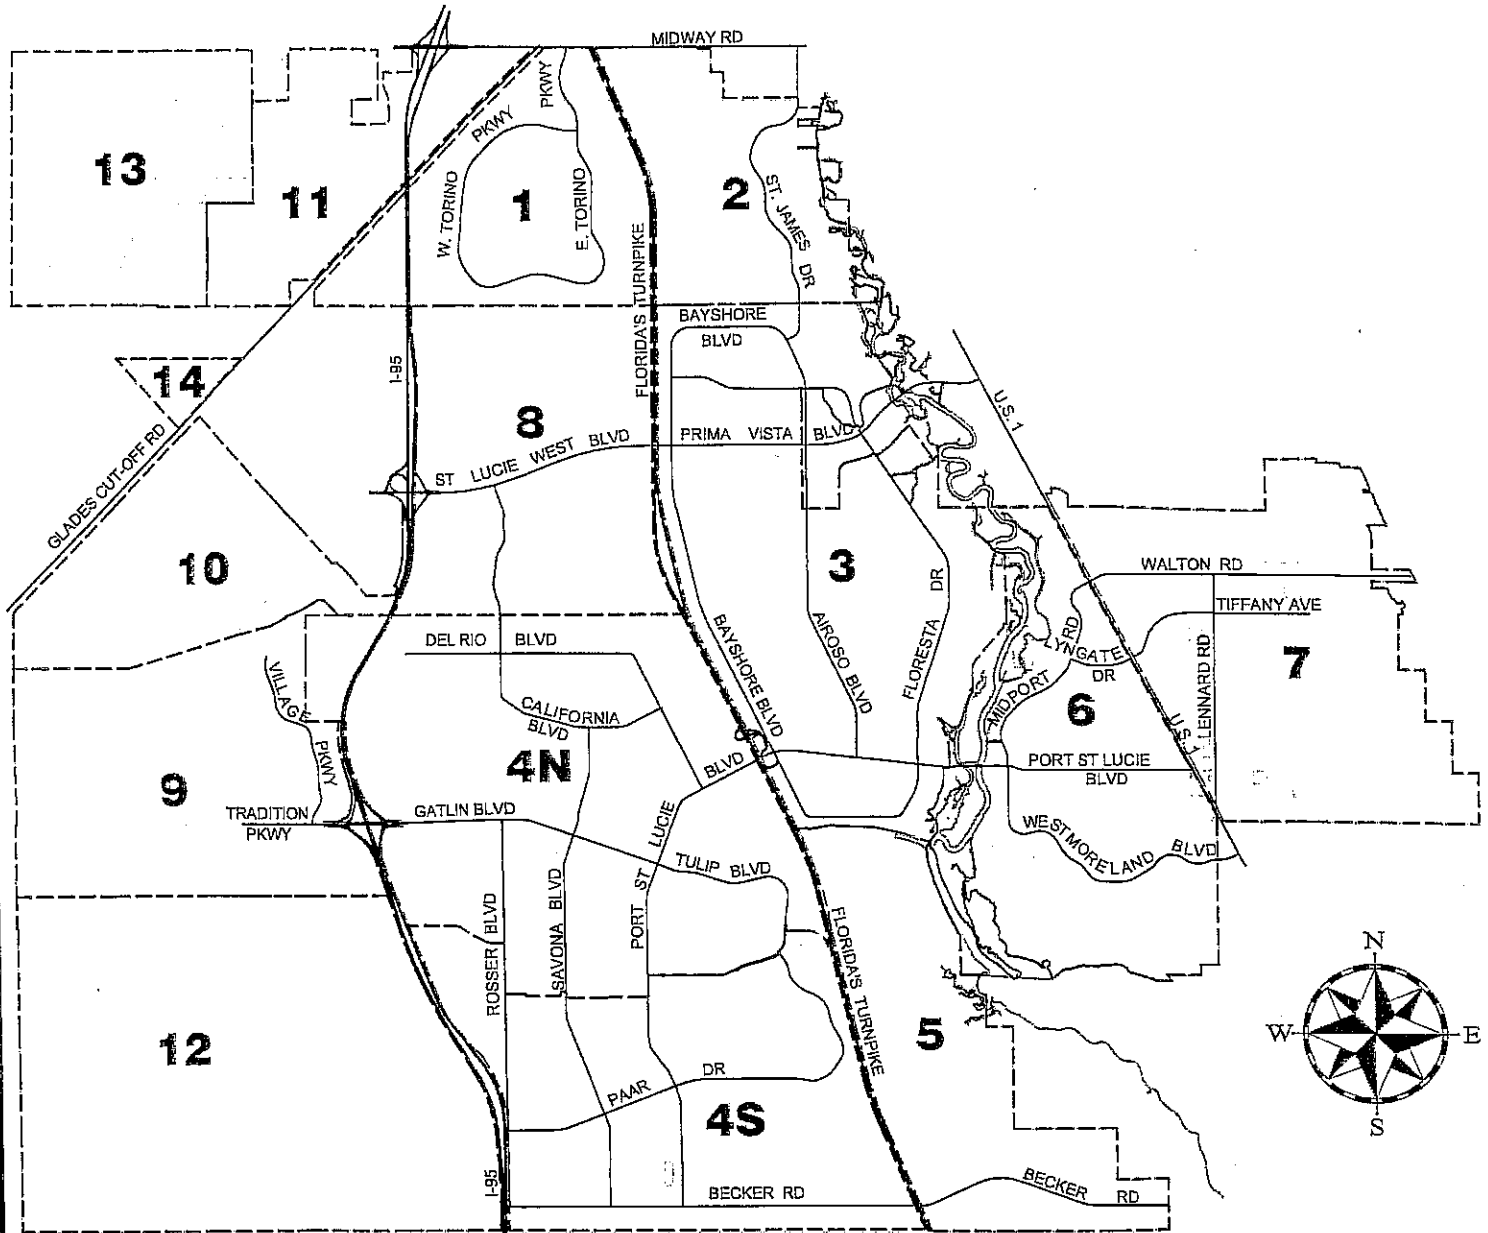 MIDWAY RD
PKWY
PKWY
13
11
1
2
W. TORINO
E. TORINO
ST. JAMES DR
FLORIDA'S TURNPIKE
BAYSHORE
BLVD
14
I-95
U.S. 1
8
ST LUCIE WEST BLVD
PRIMA VISTA BLVD
GLADES CUT-OFF RD
10
3
WALTON RD
TIFFANY AVE
DEL RIO BLVD
BAYSHORE BLVD
AIROSO BLVD
FLORESTA DR
LYNGATE
DR
MIDPORT RD
LENNARD RD
7
VILLAGE
PKWY
CALIFORNIA
BLVD
6
U.S. 1
4N
9
PORT ST LUCIE
BLVD
TRADITION
PKWY
GATLIN BLVD
PORT ST LUCIE BLVD
TULIP BLVD
WESTMORELAND BLVD
ROSSER BLVD
SAVONA BLVD
FLORIDA'S TURNPIKE
N
12
5
W
E
PAAR DR
4S
S
I-95
BECKER RD
BECKER RD